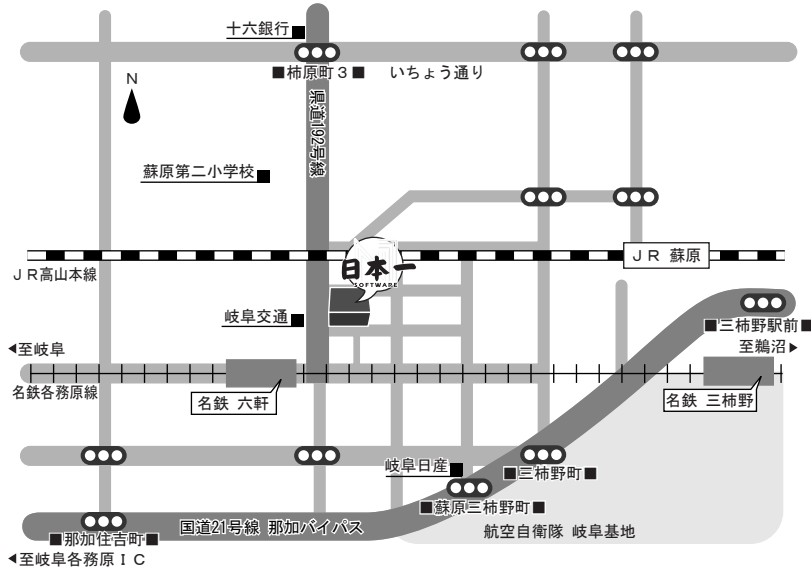 十六銀行
■柿原町３■
いちょう通り
N
県道192号線
蘇原第二小学校
日本一
SOFTWARE
ＪＲ 蘇原
ＪＲ高山本線
岐阜交通
■三柿野駅前■
◀至岐阜
至鵜沼▶
名鉄各務原線
名鉄 六軒
名鉄 三柿野
岐阜日産
■三柿野町■
■蘇原三柿野町■
国道21号線 那加バイパス
航空自衛隊 岐阜基地
■那加住吉町■
◀至岐阜各務原ＩＣ